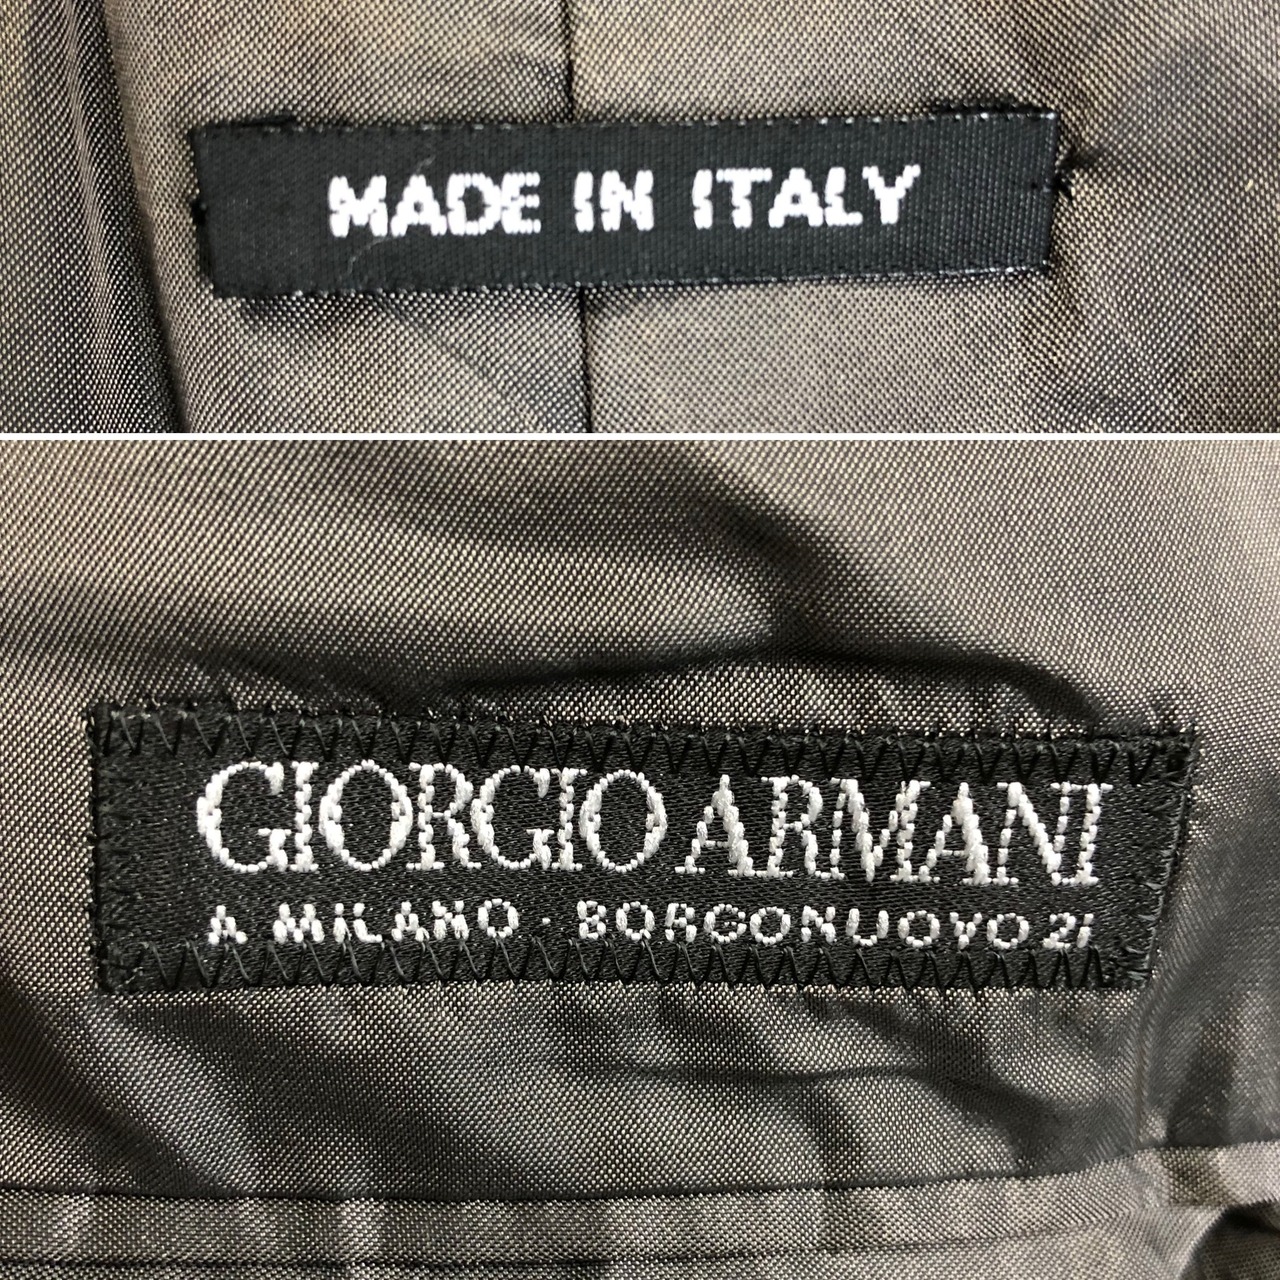 MADE IN ITALY
GIORGIO ARMANI
A MILANO · BORGONUOVO 21